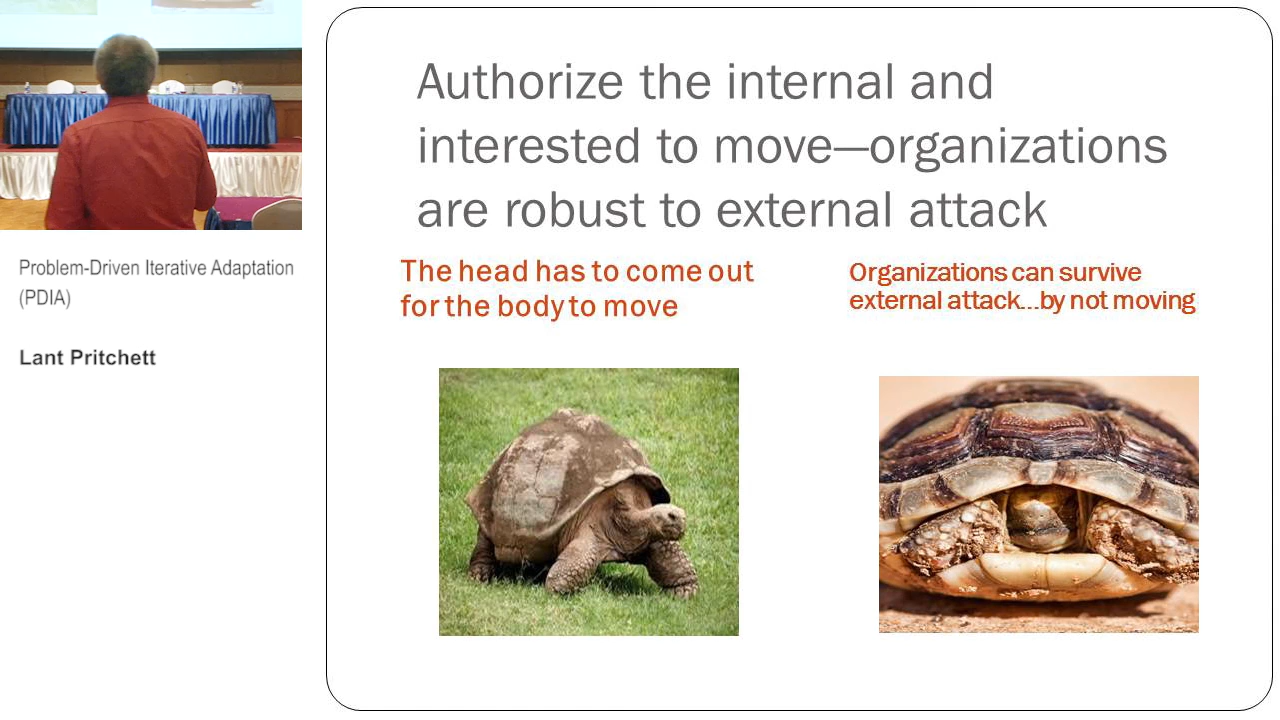 Authorize the internal and
interested to move—organizations
are robust to external attack
The head has to come out
for the body to move
Organizations can survive
external attack...by not moving
Problem-Driven Iterative Adaptation
(PDIA)
Lant Pritchett